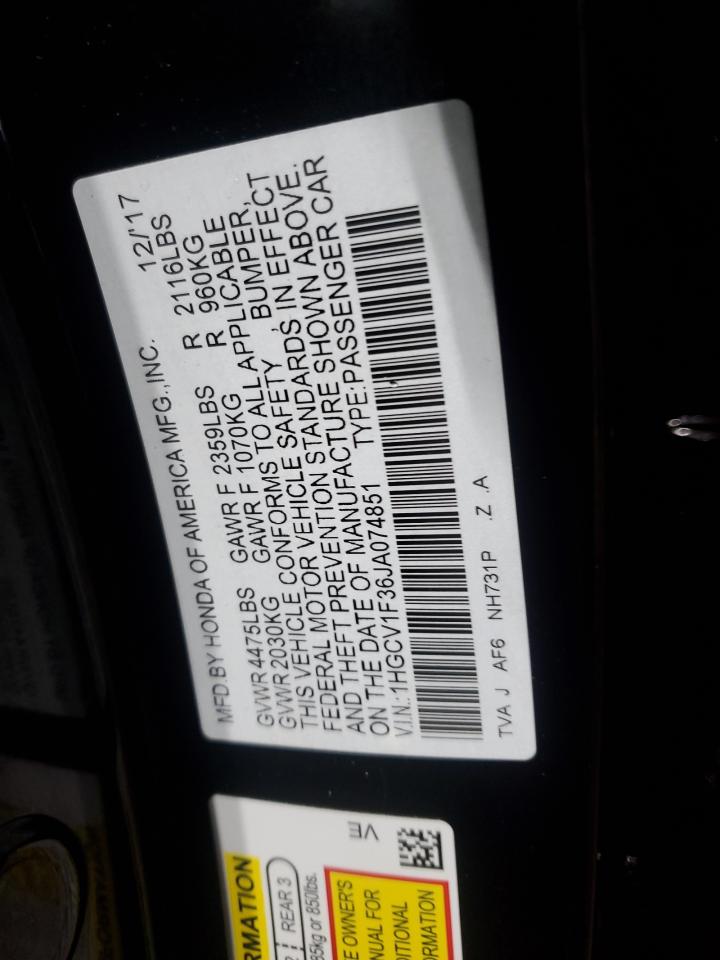 MFD.BY HONDA OF AMERICA MFG.,INC. 12/'17
GVWR 4475LBS GAWR F 2359LBS R 2116LBS
GVWR 2030KG GAWR F 1070KG R 960KG
THIS VEHICLE CONFORMS TO ALL APPLICABLE
FEDERAL MOTOR VEHICLE SAFETY, BUMPER,
AND THEFT PREVENTION STANDARDS IN EFFECT
ON THE DATE OF MANUFACTURE SHOWN ABOVE.
V.I.N.:1HGCV1F36JA074851 TYPE:PASSENGER CAR
TVA J AF6 NH731P .Z .A
RMATION
REAR 3
85kg or 850lbs.
E OWNER'S
NUAL FOR
DITIONAL
ORMATION